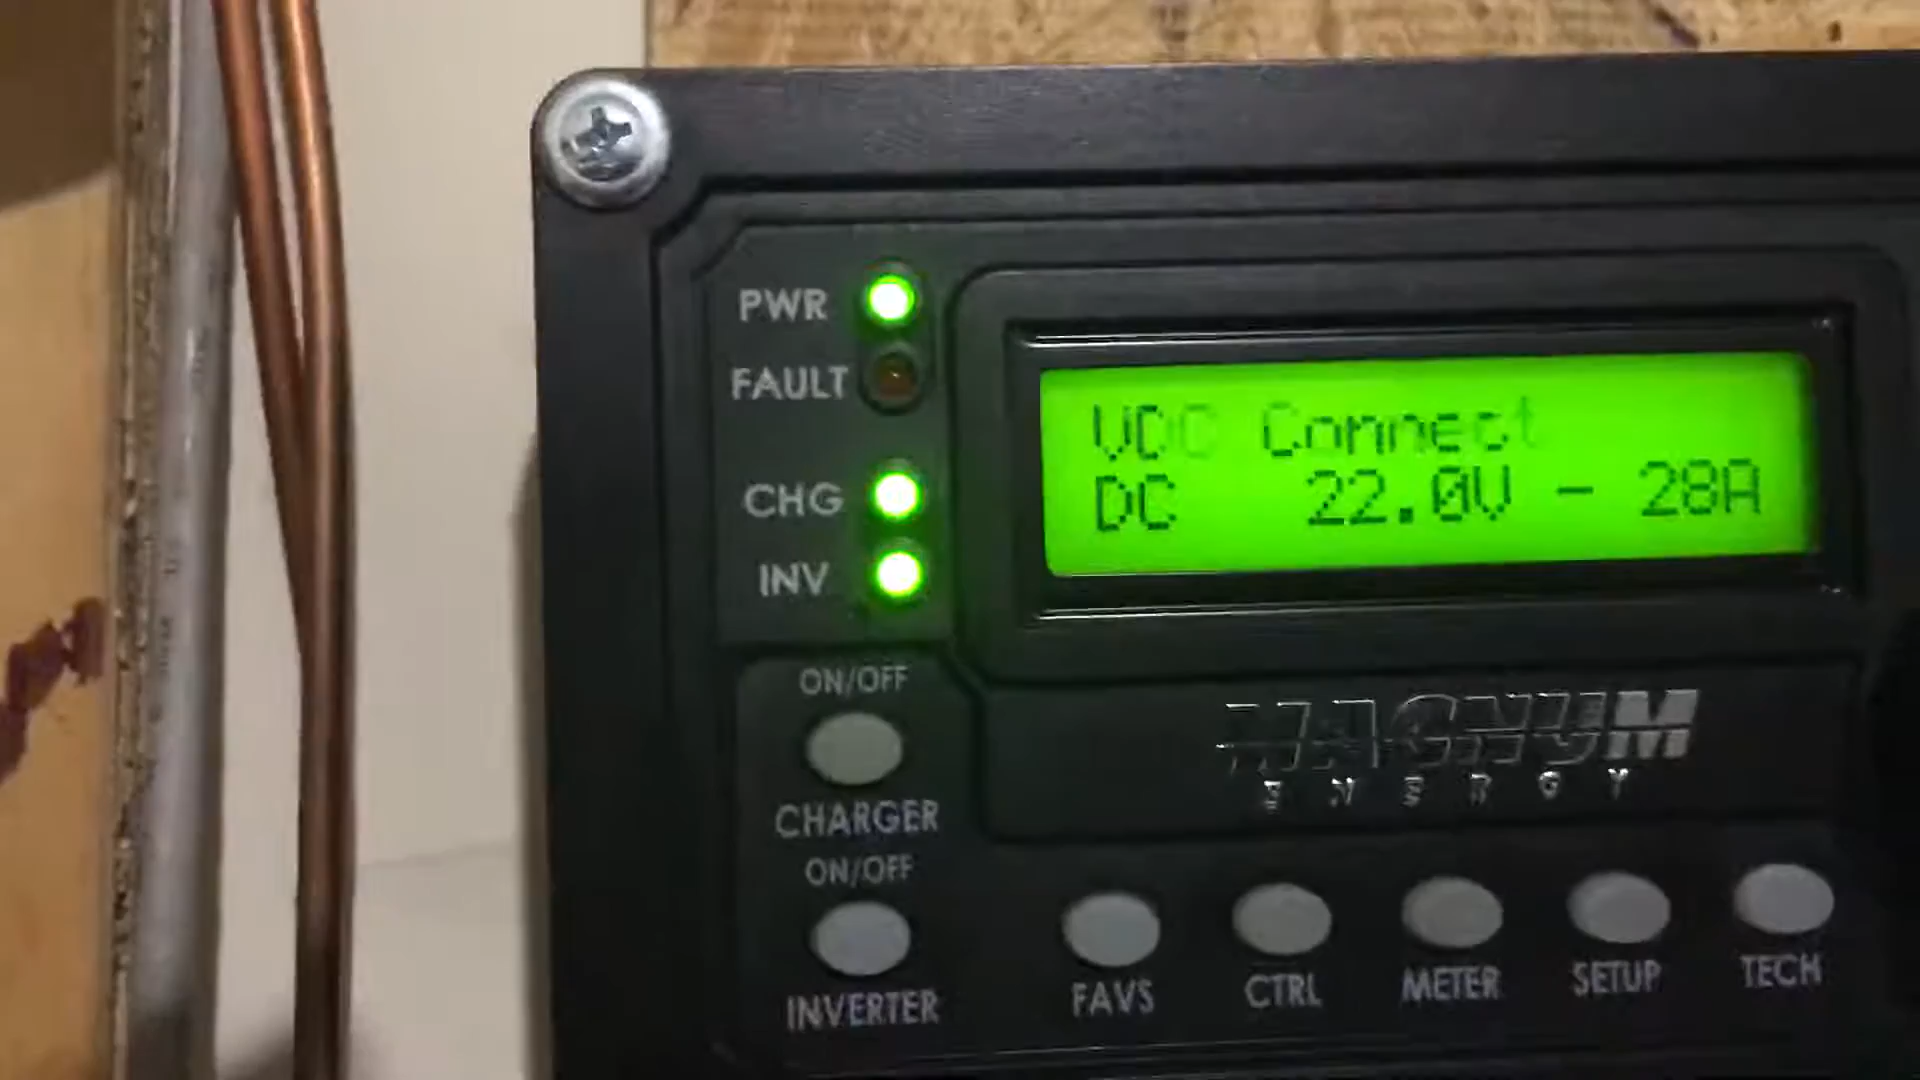 PWR
FAULT
CHG
INV
VDC Connect
DC 22.0V - 28A
MAGNUM
ENERGY
ON/OFF
CHARGER
ON/OFF
INVERTER
FAVS
CTRL
METER
SETUP
TECH